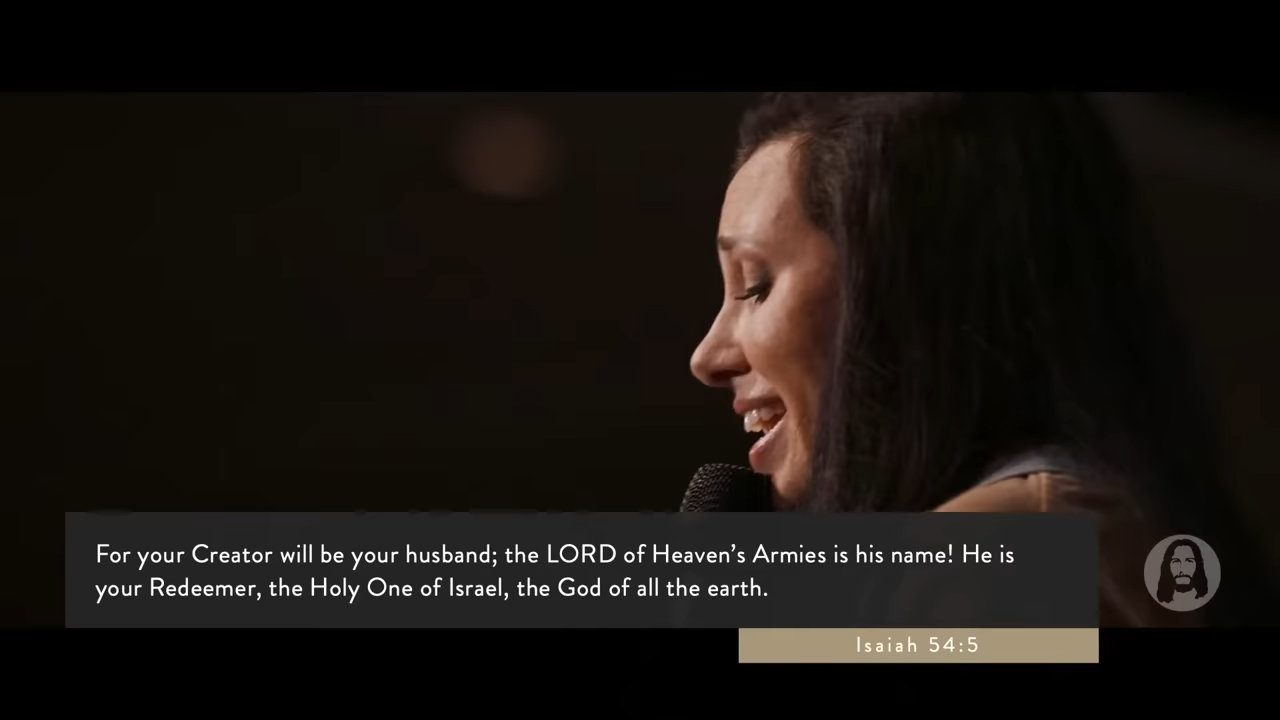 For your Creator will be your husband; the LORD of Heaven’s Armies is his name! He is
your Redeemer, the Holy One of Israel, the God of all the earth.
Isaiah 54:5